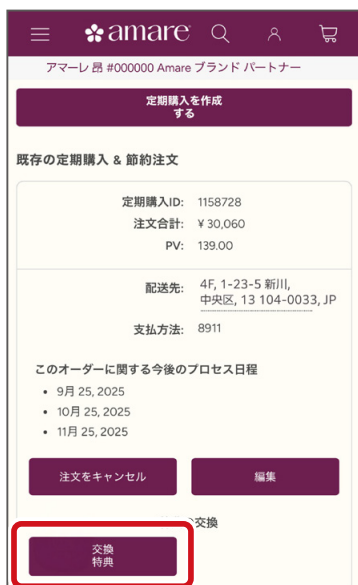 amare
アマーレ 昂 #000000 Amare ブランド パートナー
定期購入を作成
する
既存の定期購入 & 節約注文
定期購入ID: 1158728
注文合計: ¥ 30,060
PV: 139.00
配送先: 4F, 1-23-5 新川,
中央区, 13 104-0033, JP
支払方法: 8911
このオーダーに関する今後のプロセス日程
• 9月 25, 2025
• 10月 25, 2025
• 11月 25, 2025
注文をキャンセル 編集
交換
交換
特典